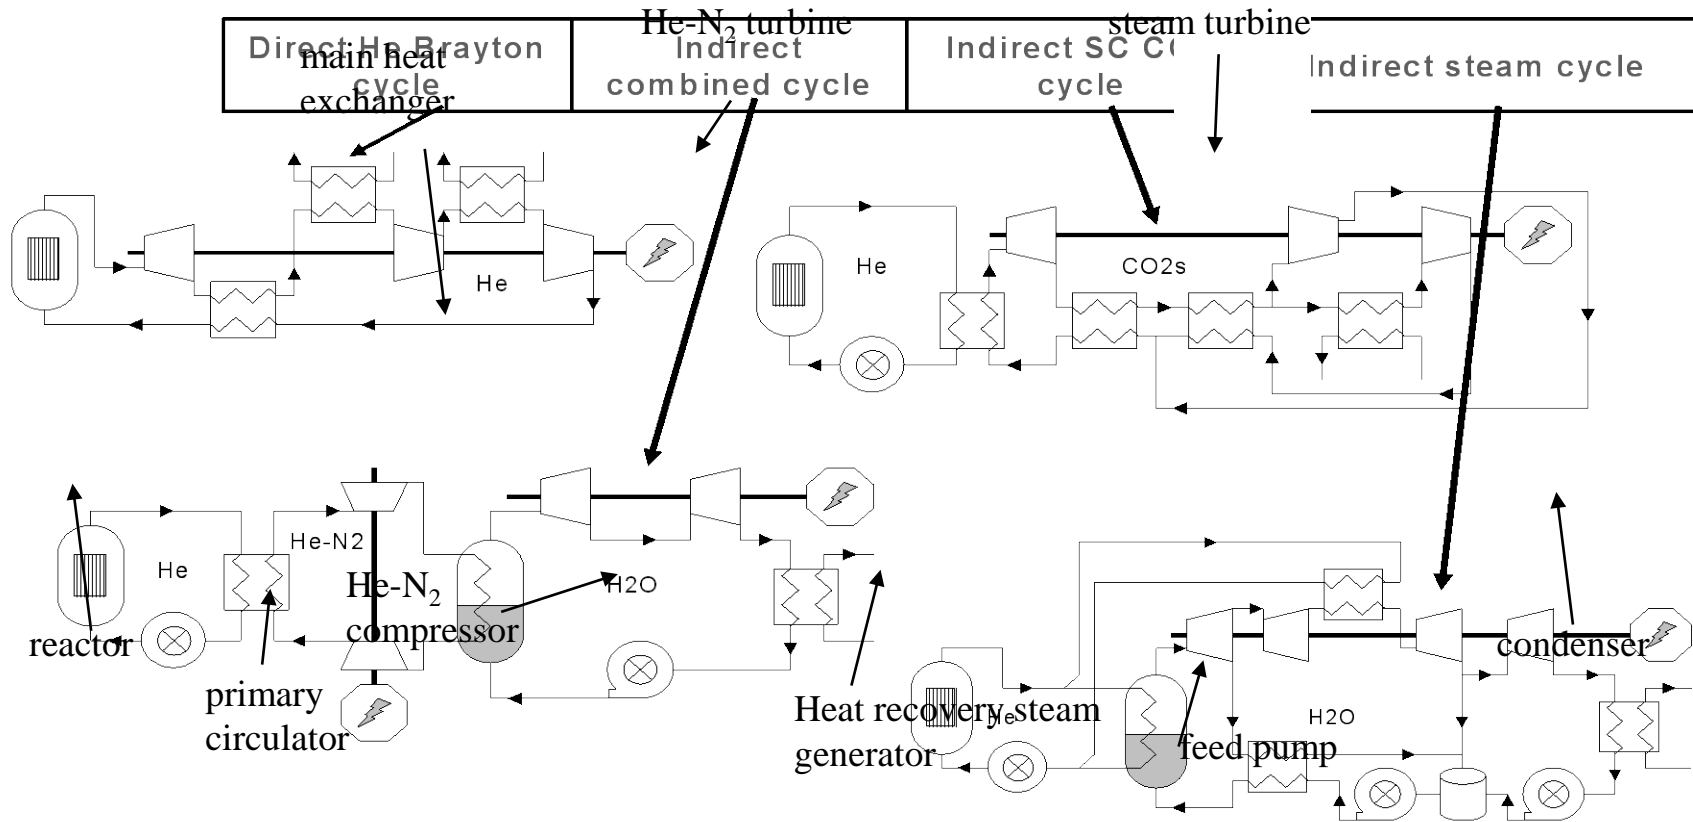 He-N2 turbine
steam turbine
Direct He Brayton
cycle
Indirect
combined cycle
Indirect SC CO
cycle
Indirect steam cycle
main heat
exchanger
He
He
CO2s
He
He-N2
He-N2
compressor
H2O
reactor
primary
circulator
Heat recovery steam
generator
He
H2O
feed pump
condenser